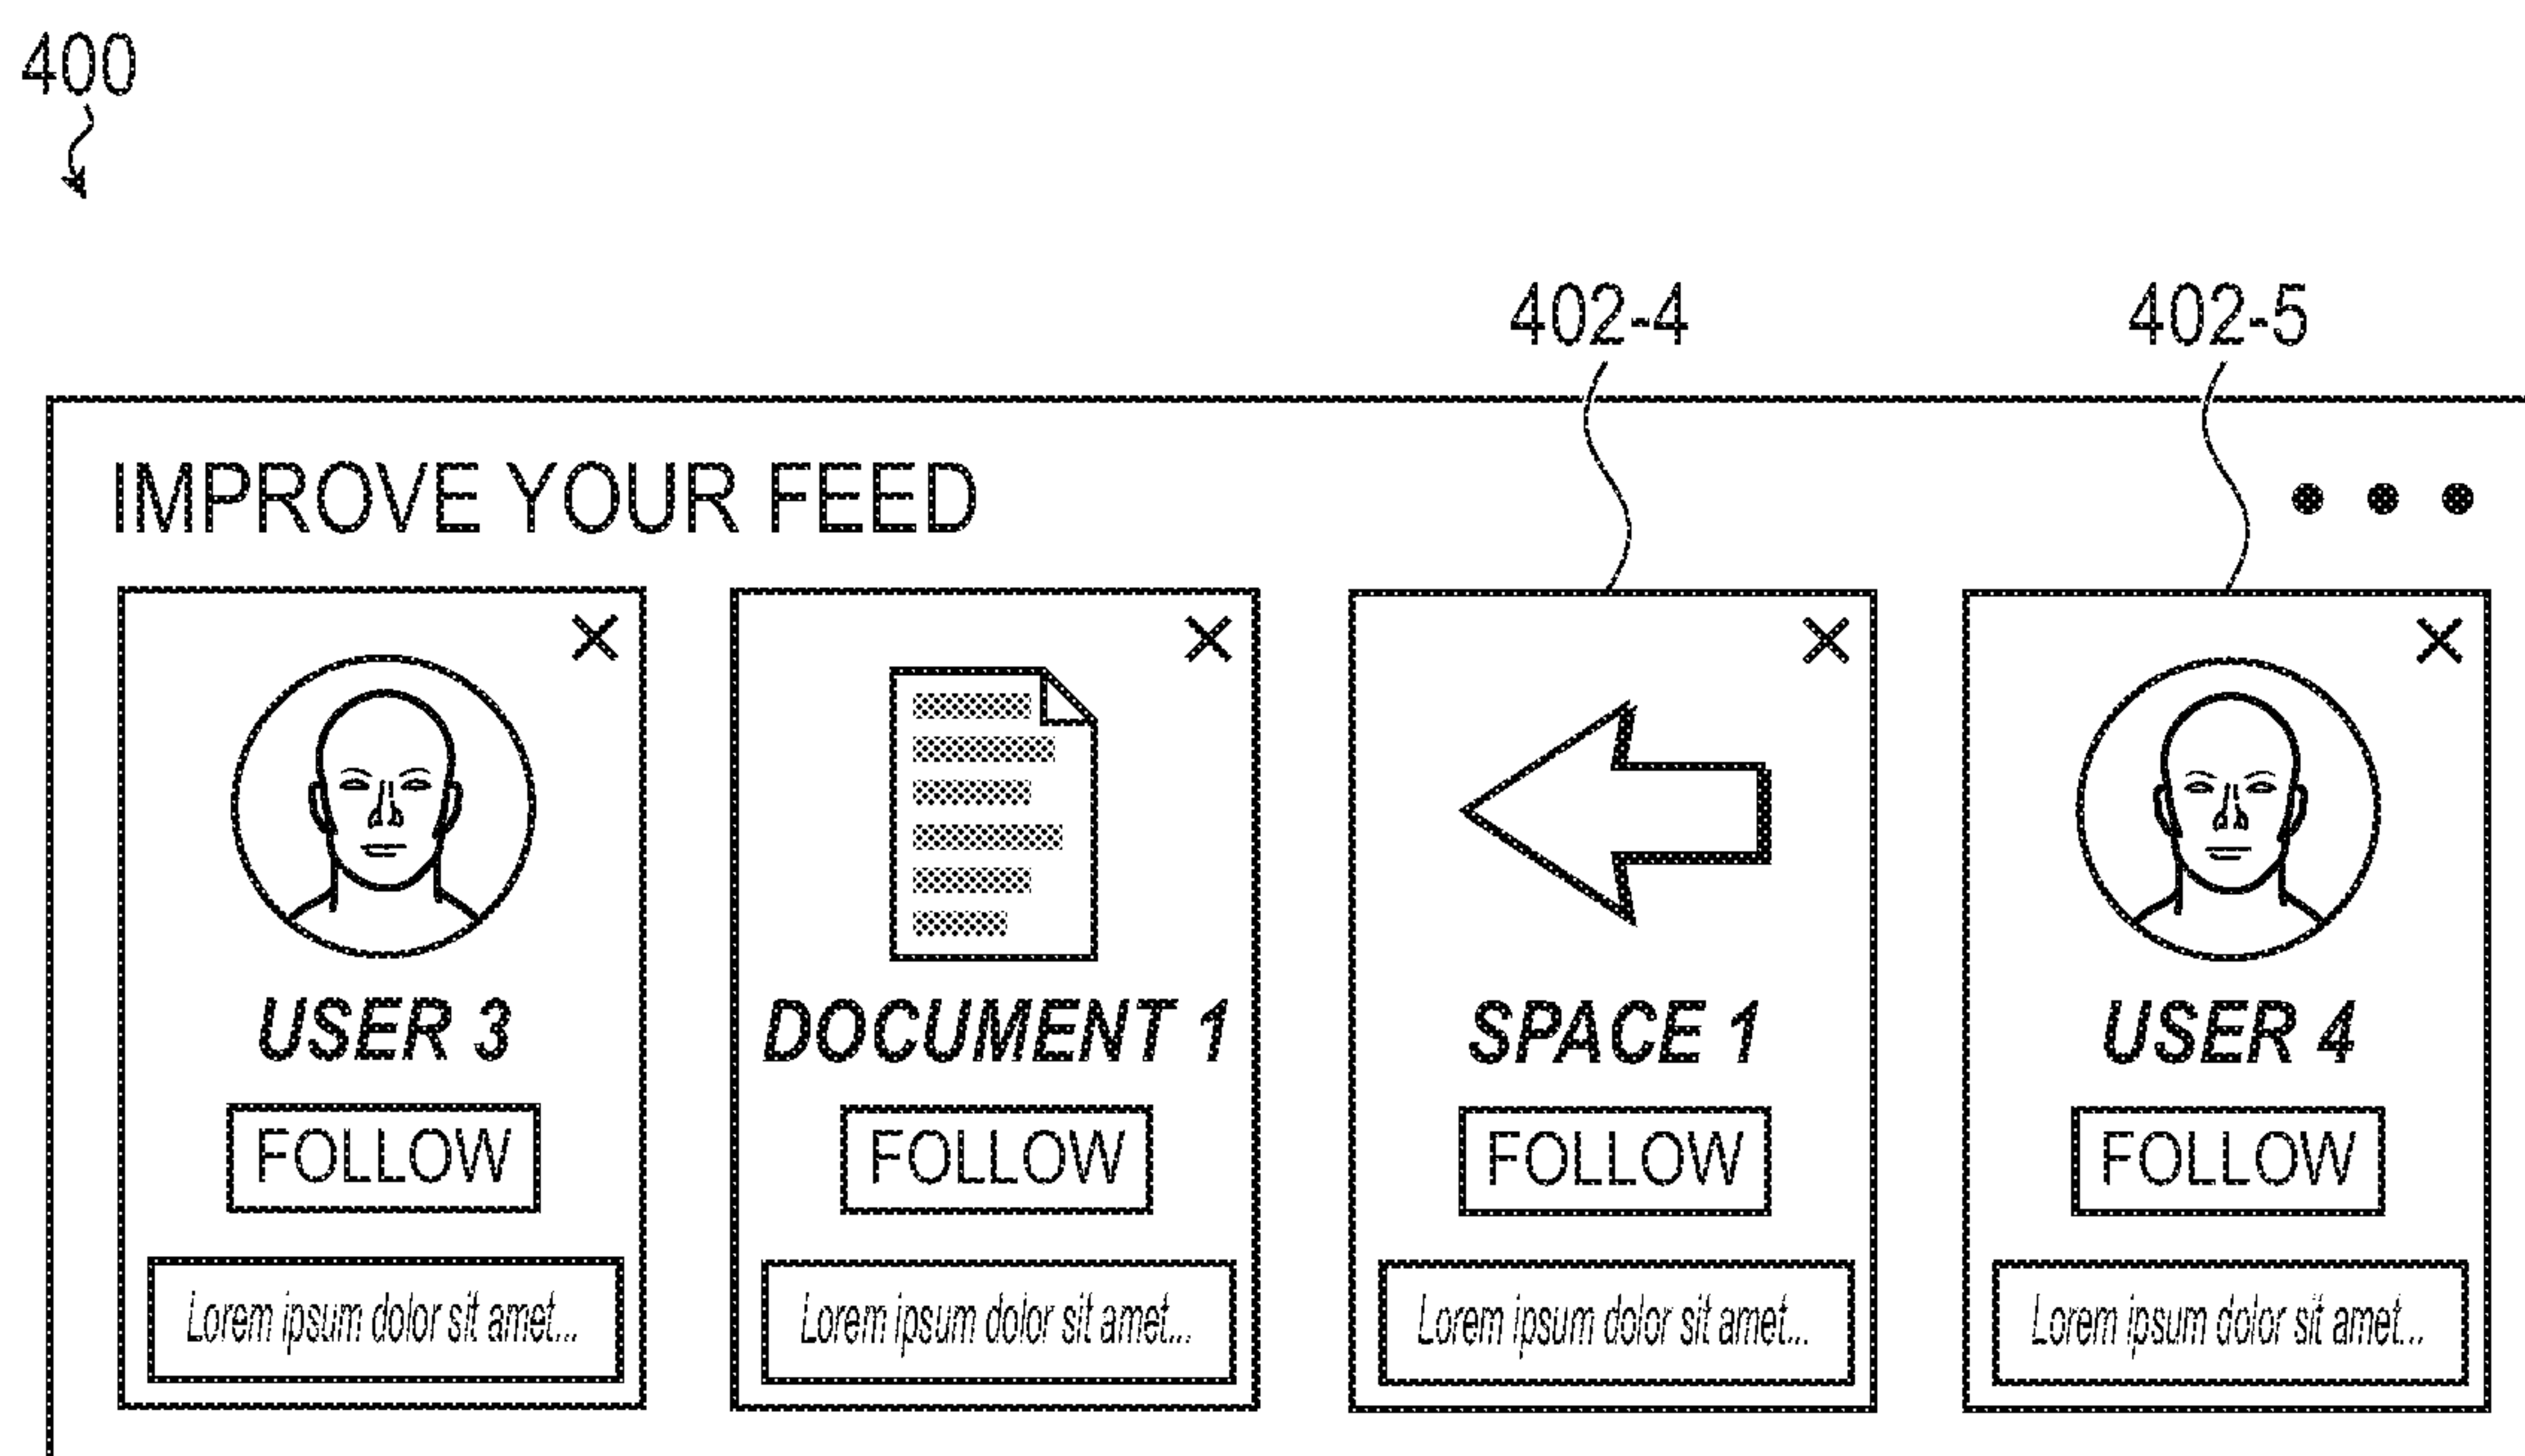 400
402-4 402-5
IMPROVE YOUR FEED
USER 3 DOCUMENT 1 SPACE 1 USER 4
FOLLOW FOLLOW FOLLOW FOLLOW
Lorem ipsum dolor sit amet... Lorem ipsum dolor sit amet... Lorem ipsum dolor sit amet... Lorem ipsum dolor sit amet...